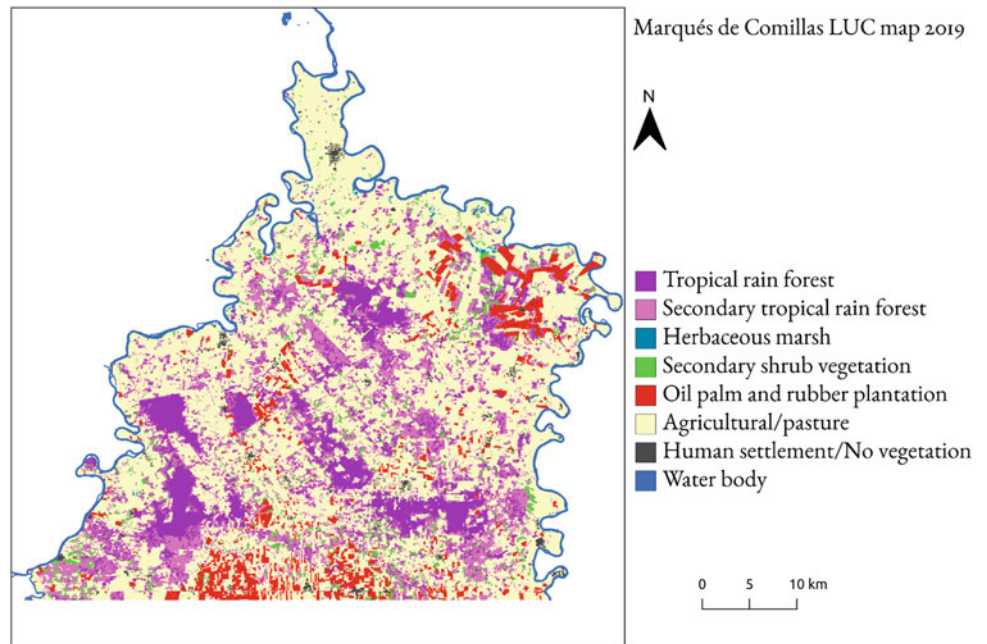 Marqués de Comillas LUC map 2019
N
Tropical rain forest
Secondary tropical rain forest
Herbaceous marsh
Secondary shrub vegetation
Oil palm and rubber plantation
Agricultural/pasture
Human settlement/No vegetation
Water body
0 5 10 km